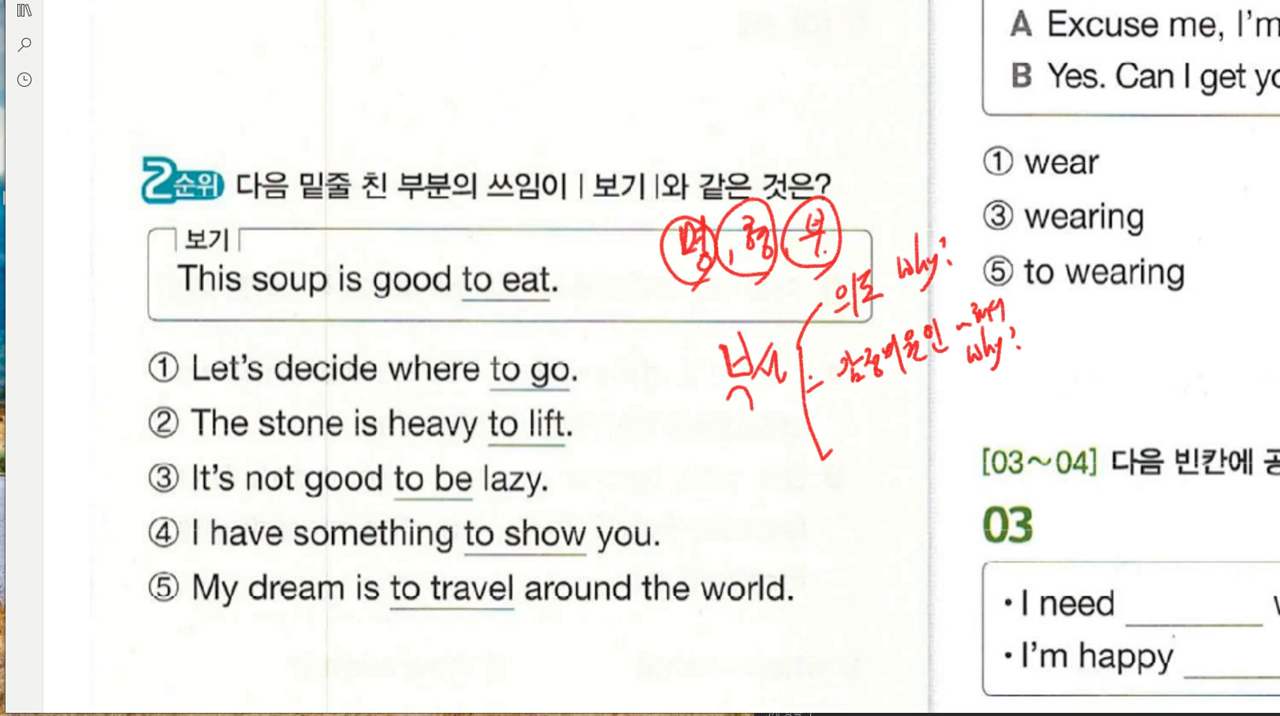 2순위 다음 밑줄 친 부분의 쓰임이 |보기|와 같은 것은?
보기
This soup is good to eat.
명, 형, 부
부사
의도 why?
감정의 원인 ~해서
why?
① Let's decide where to go.
② The stone is heavy to lift.
③ It's not good to be lazy.
④ I have something to show you.
⑤ My dream is to travel around the world.
A Excuse me, I'm
B Yes. Can I get yo
① wear
③ wearing
⑤ to wearing
[03~04] 다음 빈칸에 공
03
• I need
• I'm happy